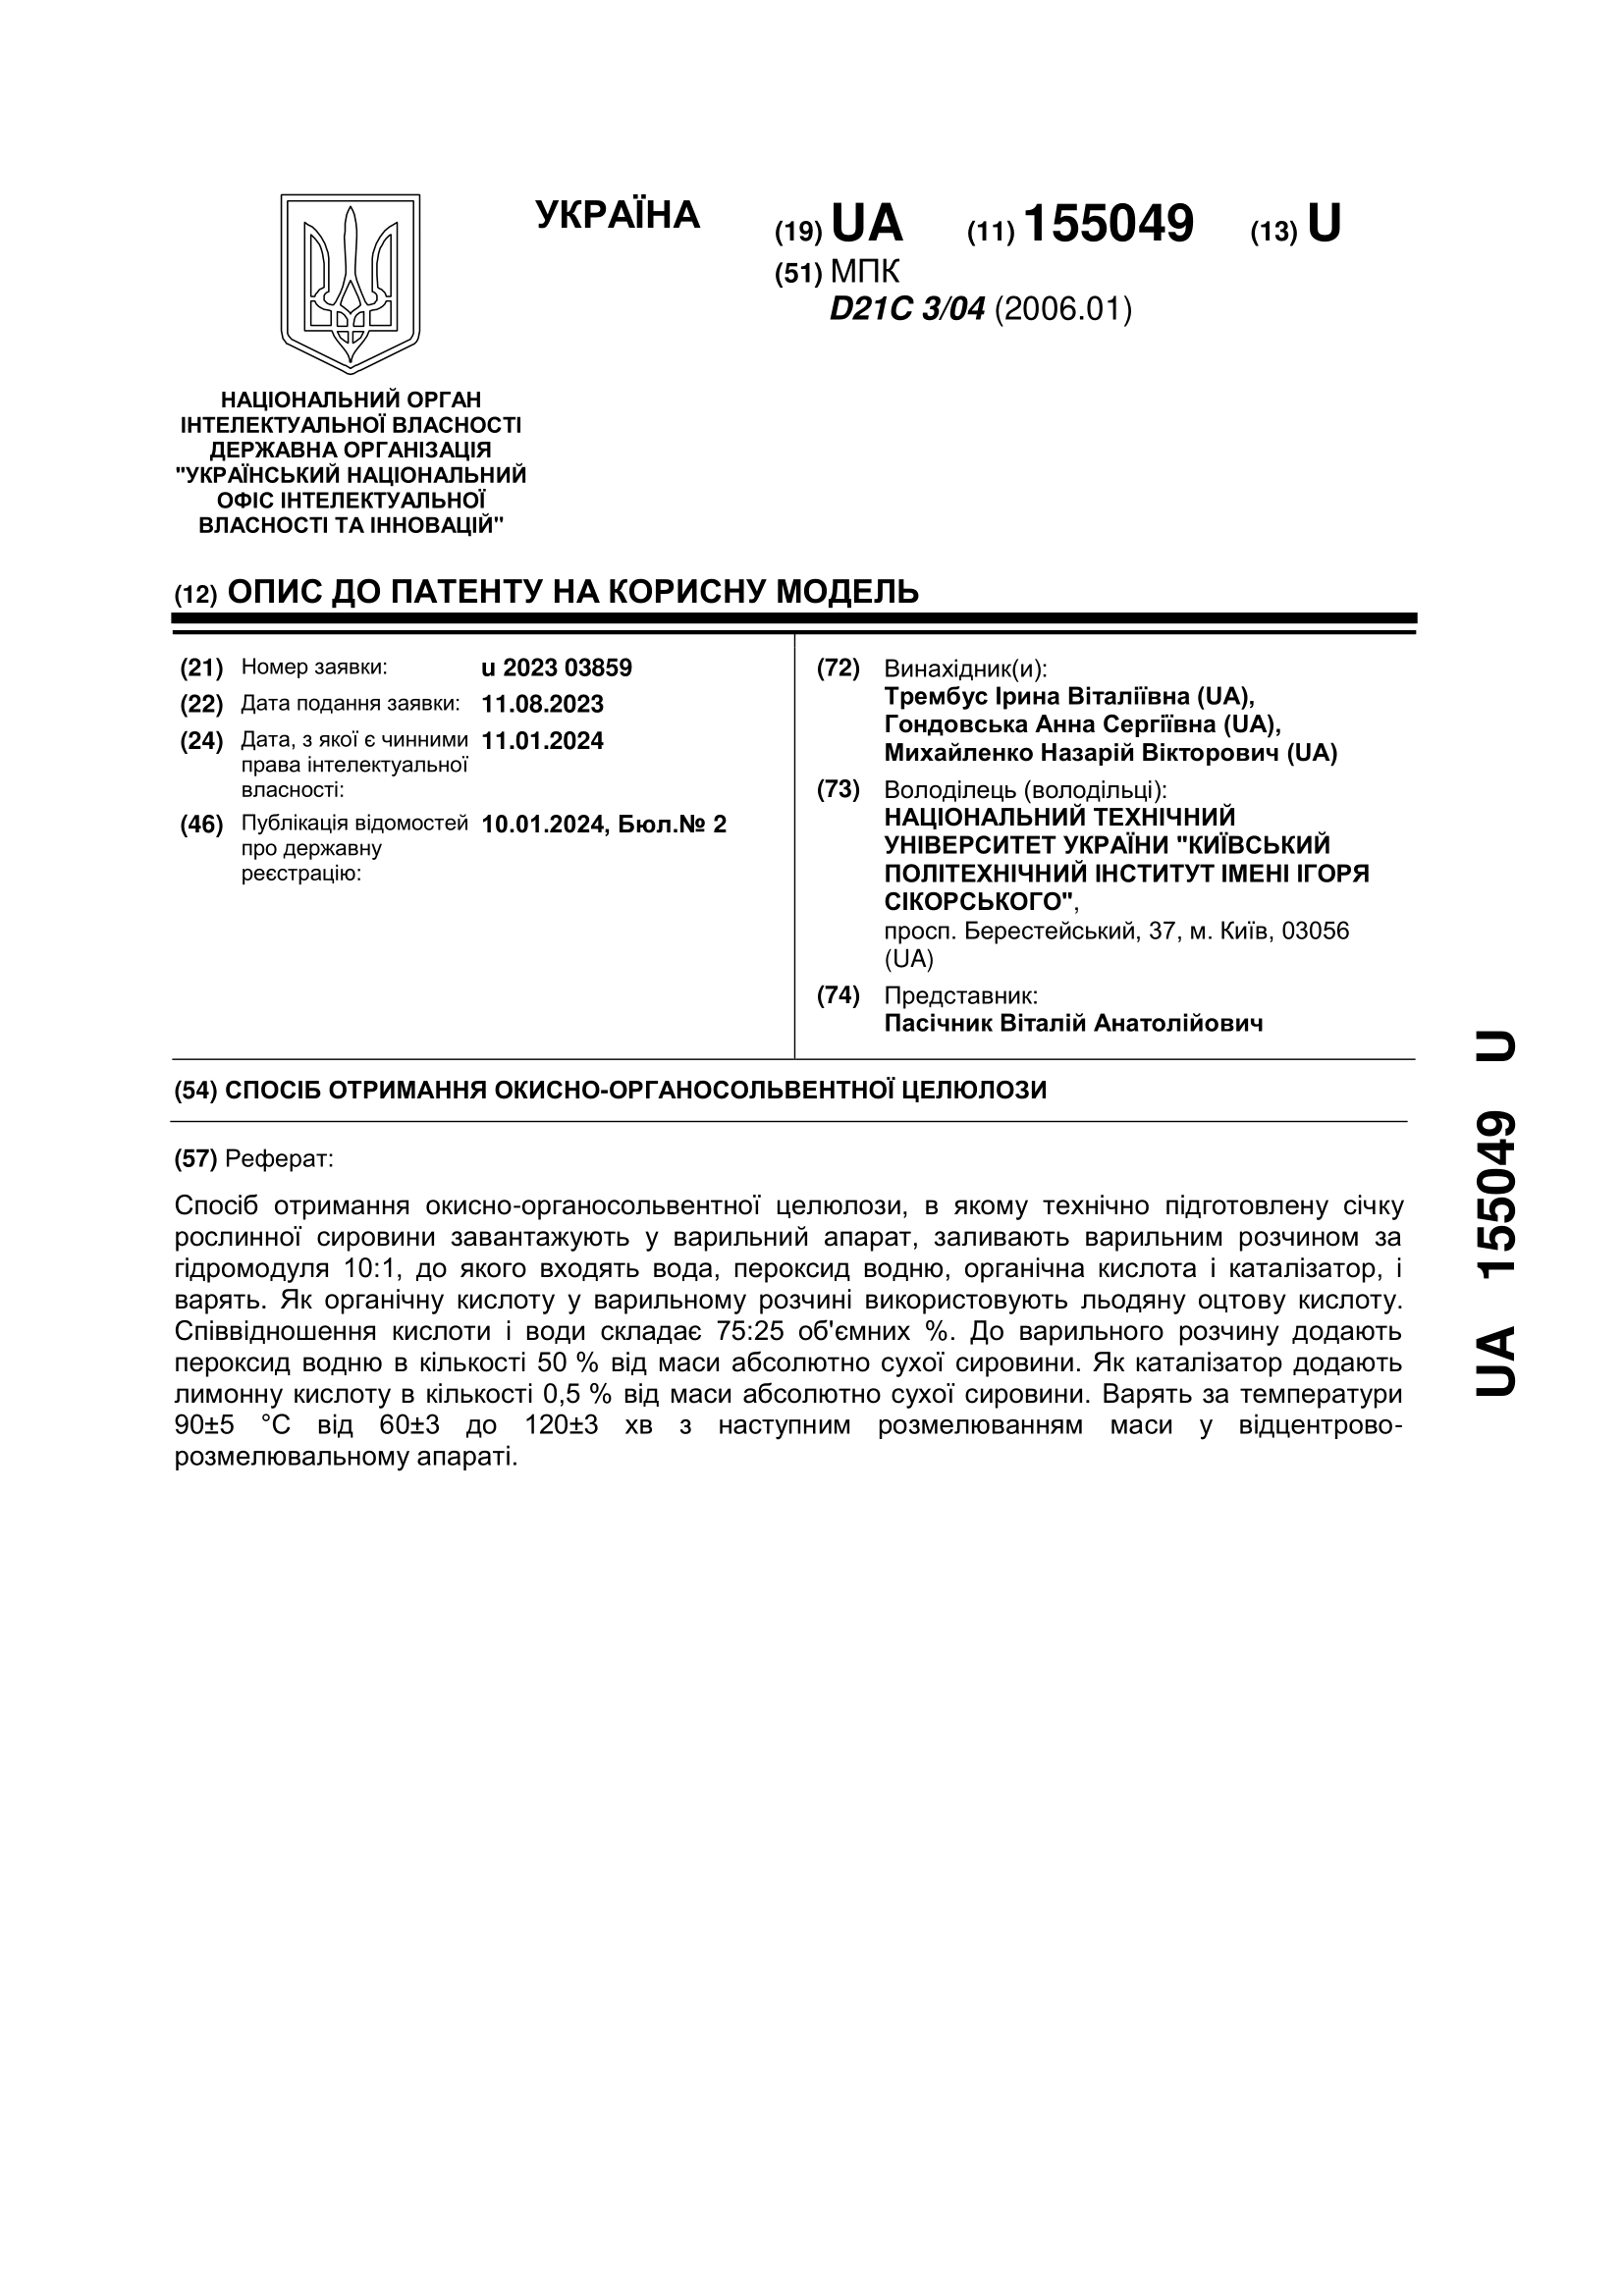 УКРАЇНА
(19) UA (11) 155049 (13) U
(51) МПК
D21C 3/04 (2006.01)
НАЦІОНАЛЬНИЙ ОРГАН
ІНТЕЛЕКТУАЛЬНОЇ ВЛАСНОСТІ
ДЕРЖАВНА ОРГАНІЗАЦІЯ
"УКРАЇНСЬКИЙ НАЦІОНАЛЬНИЙ
ОФІС ІНТЕЛЕКТУАЛЬНОЇ
ВЛАСНОСТІ ТА ІННОВАЦІЙ"
(12) ОПИС ДО ПАТЕНТУ НА КОРИСНУ МОДЕЛЬ
(21) Номер заявки: u 2023 03859
(22) Дата подання заявки: 11.08.2023
(24) Дата, з якої є чинними 11.01.2024
права інтелектуальної
власності:
(46) Публікація відомостей 10.01.2024, Бюл.№ 2
про державну
реєстрацію:
(72) Винахідник(и):
Трембус Ірина Віталіївна (UA),
Гондовська Анна Сергіївна (UA),
Михайленко Назарій Вікторович (UA)
(73) Володілець (володільці):
НАЦІОНАЛЬНИЙ ТЕХНІЧНИЙ
УНІВЕРСИТЕТ УКРАЇНИ "КИЇВСЬКИЙ
ПОЛІТЕХНІЧНИЙ ІНСТИТУТ ІМЕНІ ІГОРЯ
СІКОРСЬКОГО",
просп. Берестейський, 37, м. Київ, 03056
(UA)
(74) Представник:
Пасічник Віталій Анатолійович
(54) СПОСІБ ОТРИМАННЯ ОКИСНО-ОРГАНОСОЛЬВЕНТНОЇ ЦЕЛЮЛОЗИ
(57) Реферат:
Спосіб отримання окисно-органосольвентної целюлози, в якому технічно підготовлену січку
рослинної сировини завантажують у варильний апарат, заливають варильним розчином за
гідромодуля 10:1, до якого входять вода, пероксид водню, органічна кислота і каталізатор, і
варять. Як органічну кислоту у варильному розчині використовують льодяну оцтову кислоту.
Співвідношення кислоти і води складає 75:25 об'ємних %. До варильного розчину додають
пероксид водню в кількості 50 % від маси абсолютно сухої сировини. Як каталізатор додають
лимонну кислоту в кількості 0,5 % від маси абсолютно сухої сировини. Варять за температури
90±5 °С від 60±3 до 120±3 хв з наступним розмелюванням маси у відцентрово-
розмелювальному апараті.
UA 155049 U